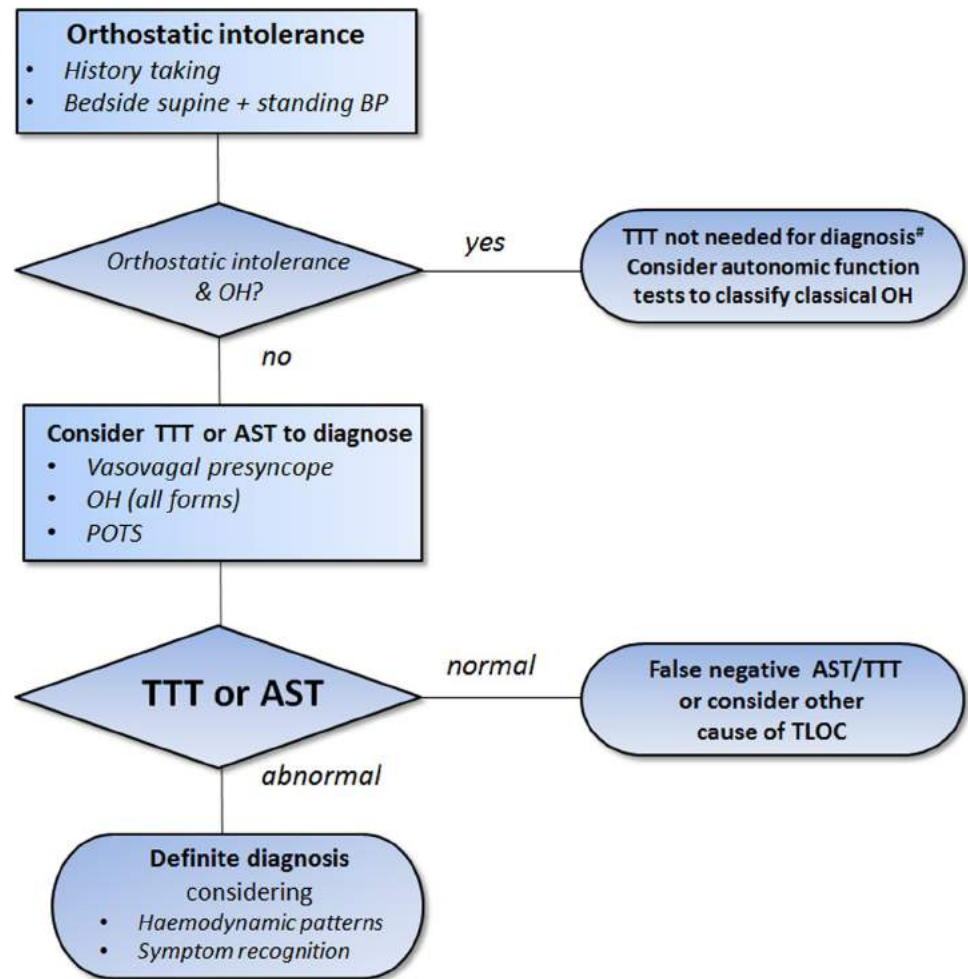 Orthostatic intolerance
• History taking
• Bedside supine + standing BP
Orthostatic intolerance
& OH?
yes
TTT not needed for diagnosis#
Consider autonomic function
tests to classify classical OH
no
Consider TTT or AST to diagnose
• Vasovagal presyncope
• OH (all forms)
• POTS
TTT or AST
normal
False negative AST/TTT
or consider other
cause of TLOC
abnormal
Definite diagnosis
considering
• Haemodynamic patterns
• Symptom recognition